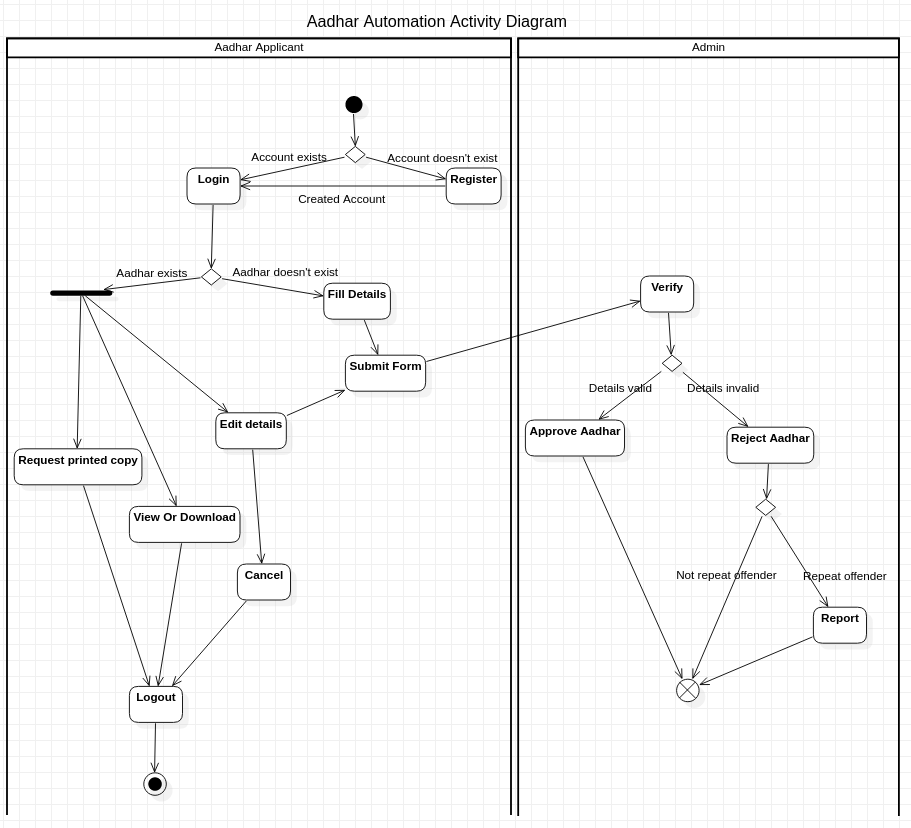 Aadhar Automation Activity Diagram
Aadhar Applicant
Admin
Account exists
Account doesn't exist
Login
Register
Created Account
Aadhar exists
Aadhar doesn't exist
Fill Details
Verify
Submit Form
Details valid
Details invalid
Edit details
Approve Aadhar
Reject Aadhar
Request printed copy
View Or Download
Cancel
Not repeat offender
Repeat offender
Report
Logout